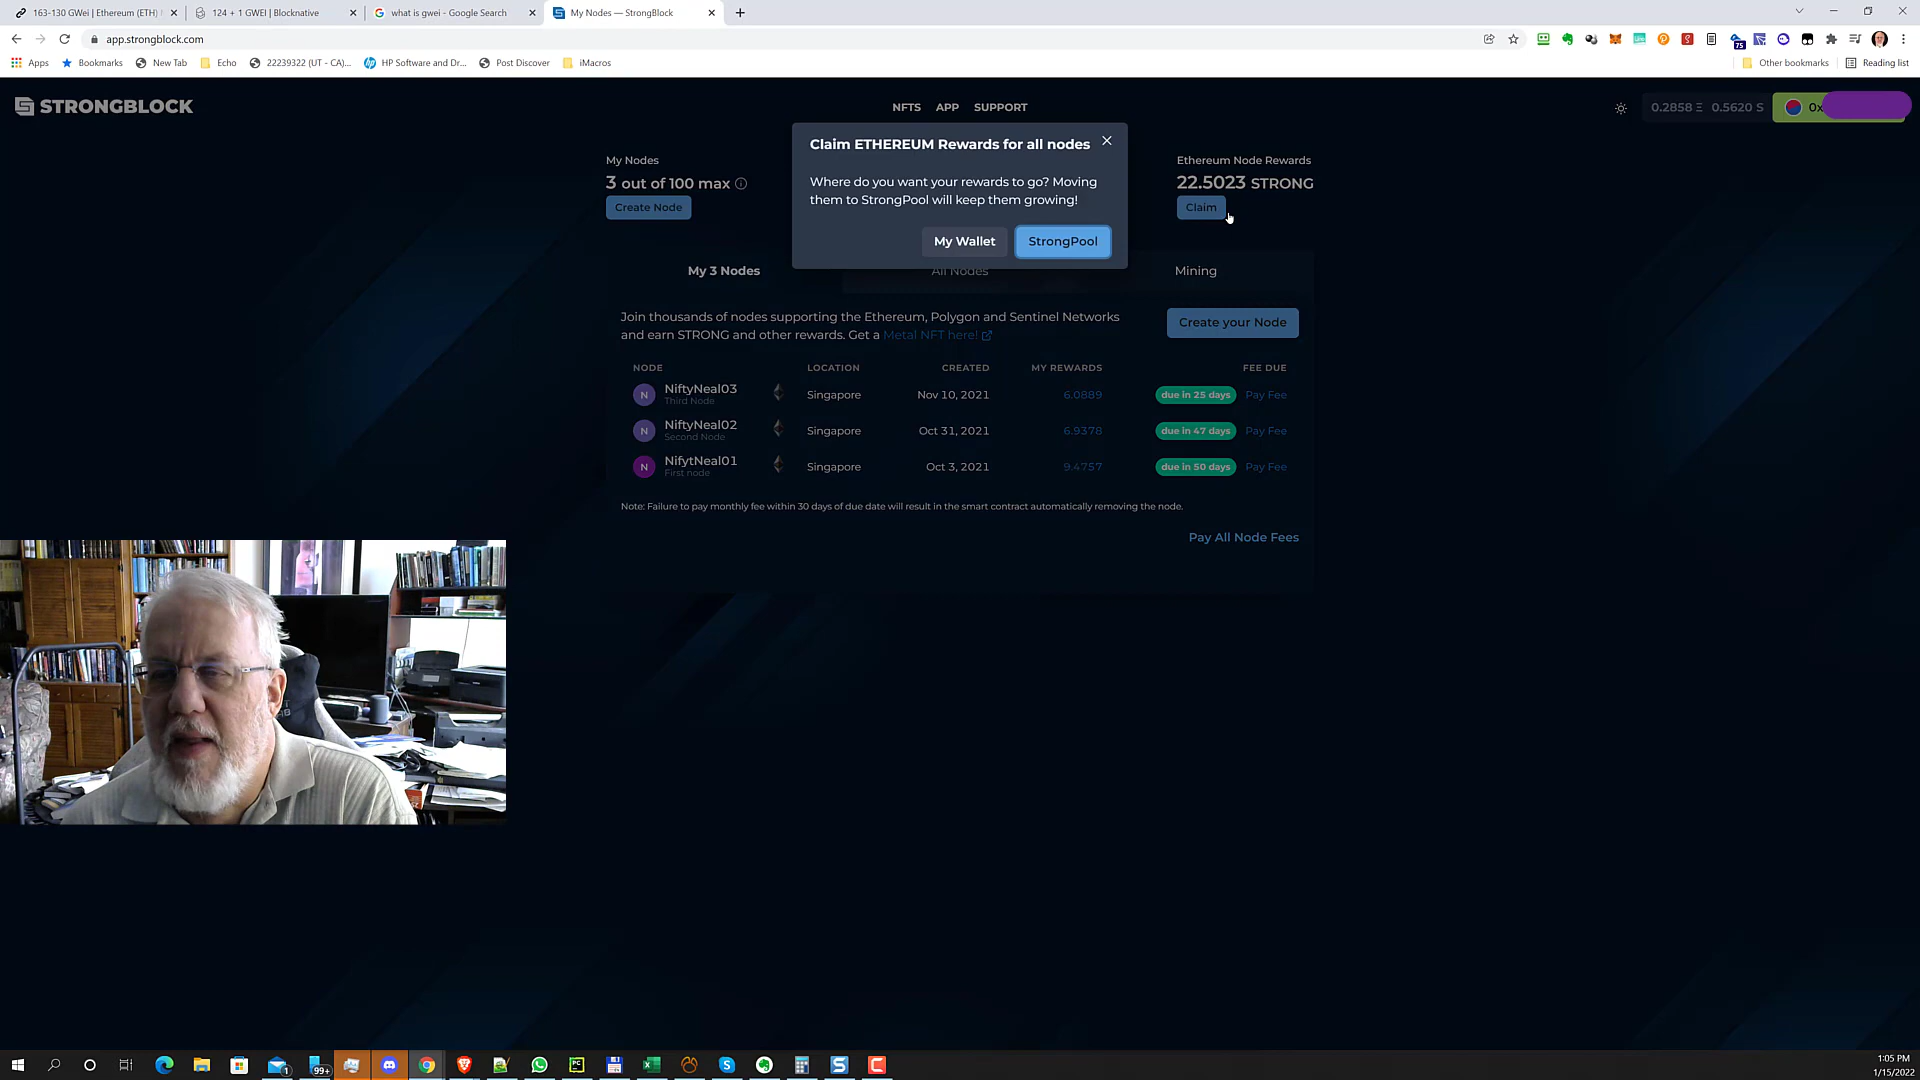 163-130 GWei | Ethereum (ETH)
124 + 1 GWEI | Blocknative
what is gwei - Google Search
My Nodes — StrongBlock
app.strongblock.com
75
Apps
Bookmarks
New Tab
Echo
22239322 (UT - CA)...
HP Software and Dr...
Post Discover
iMacros
Other bookmarks
Reading list
STRONGBLOCK
NFTS
APP
SUPPORT
0.2858 Ξ 0.5620 S
0x
Claim ETHEREUM Rewards for all nodes
Where do you want your rewards to go? Moving
them to StrongPool will keep them growing!
My Wallet
StrongPool
My Nodes
3 out of 100 max
Create Node
Ethereum Node Rewards
22.5023 STRONG
Claim
My 3 Nodes
All Nodes
Mining
Join thousands of nodes supporting the Ethereum, Polygon and Sentinel Networks
and earn STRONG and other rewards. Get a Metal NFT here!
Create your Node
NODE LOCATION CREATED MY REWARDS FEE DUE
N NiftyNeal03 Singapore Nov 10, 2021 6.0889 due in 25 days Pay Fee
Third Node
N NiftyNeal02 Singapore Oct 31, 2021 6.9378 due in 47 days Pay Fee
Second Node
N NifytNeal01 Singapore Oct 3, 2021 9.4757 due in 50 days Pay Fee
First node
Note: Failure to pay monthly fee within 30 days of due date will result in the smart contract automatically removing the node.
Pay All Node Fees
1
99+
PC
1:05 PM
1/15/2022